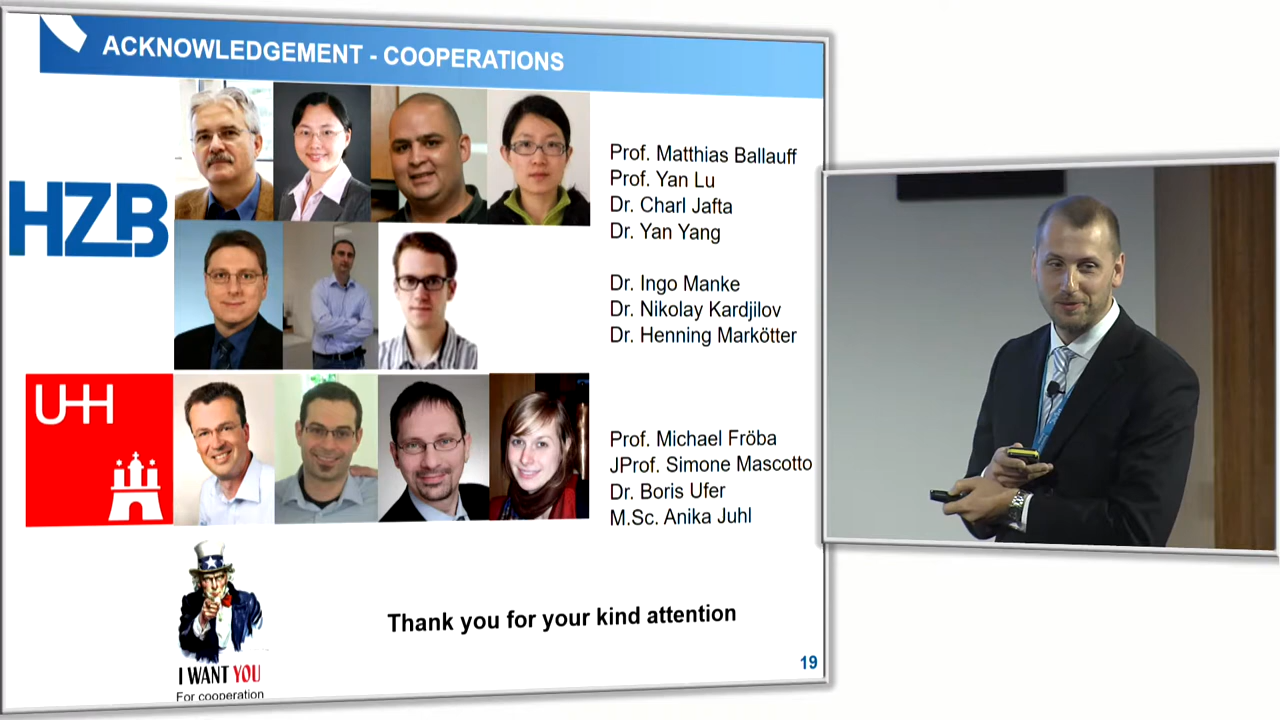 ACKNOWLEDGEMENT - COOPERATIONS
HZB
Prof. Matthias Ballauff
Prof. Yan Lu
Dr. Charl Jafta
Dr. Yan Yang
Dr. Ingo Manke
Dr. Nikolay Kardjilov
Dr. Henning Markötter
UHH
Prof. Michael Fröba
JProf. Simone Mascotto
Dr. Boris Ufer
M.Sc. Anika Juhl
I WANT YOU
For cooperation
Thank you for your kind attention
19